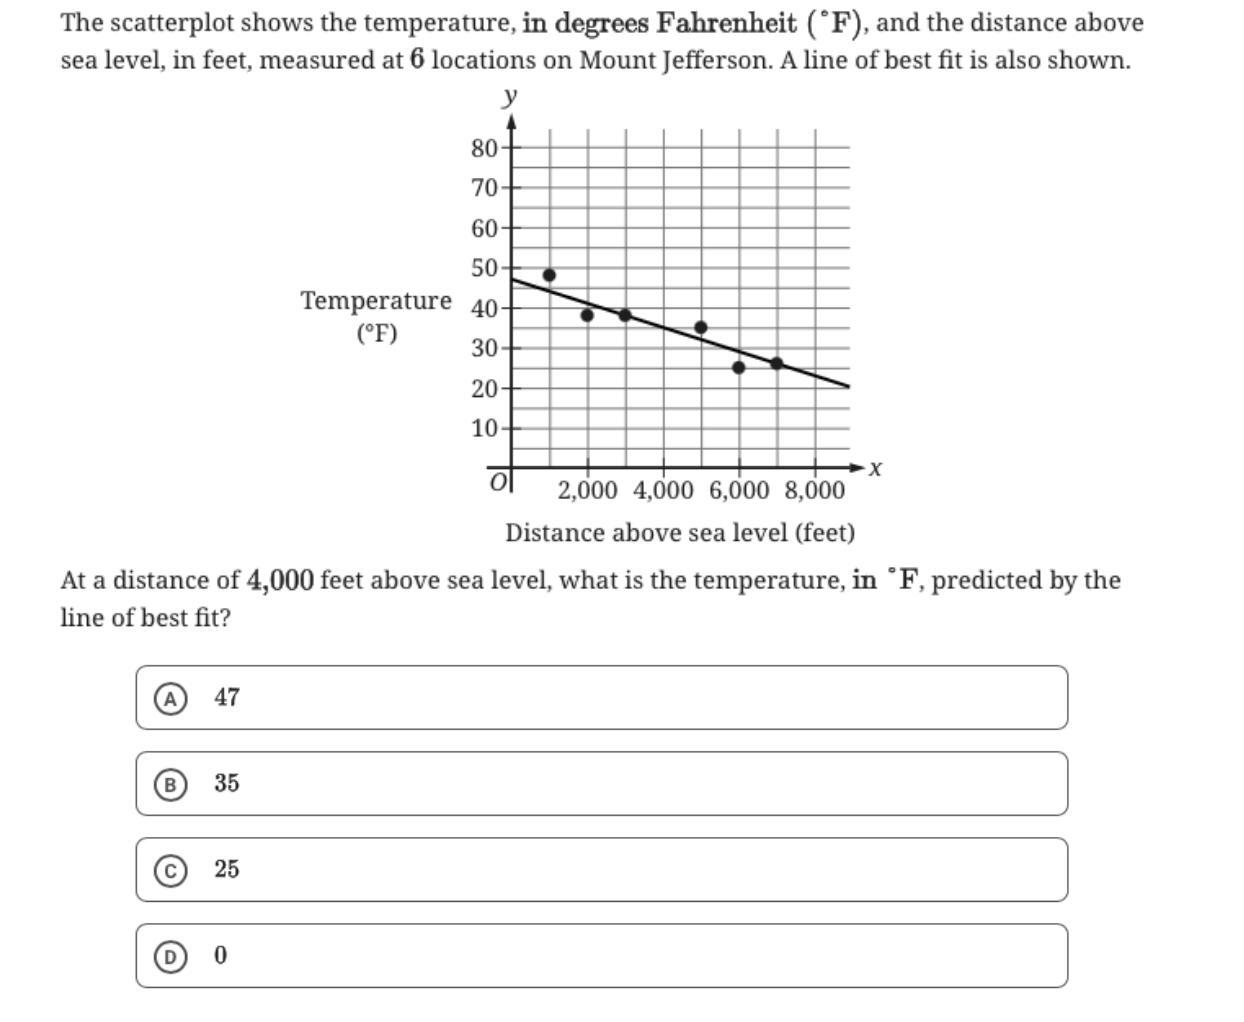 The scatterplot shows the temperature, in degrees Fahrenheit (°F), and the distance above
sea level, in feet, measured at 6 locations on Mount Jefferson. A line of best fit is also shown.
y
80
70
60
50
Temperature 40
(°F)
30
20
10
x
O
2,000 4,000 6,000 8,000
Distance above sea level (feet)
At a distance of 4,000 feet above sea level, what is the temperature, in °F, predicted by the
line of best fit?
A 47
B 35
C 25
D 0